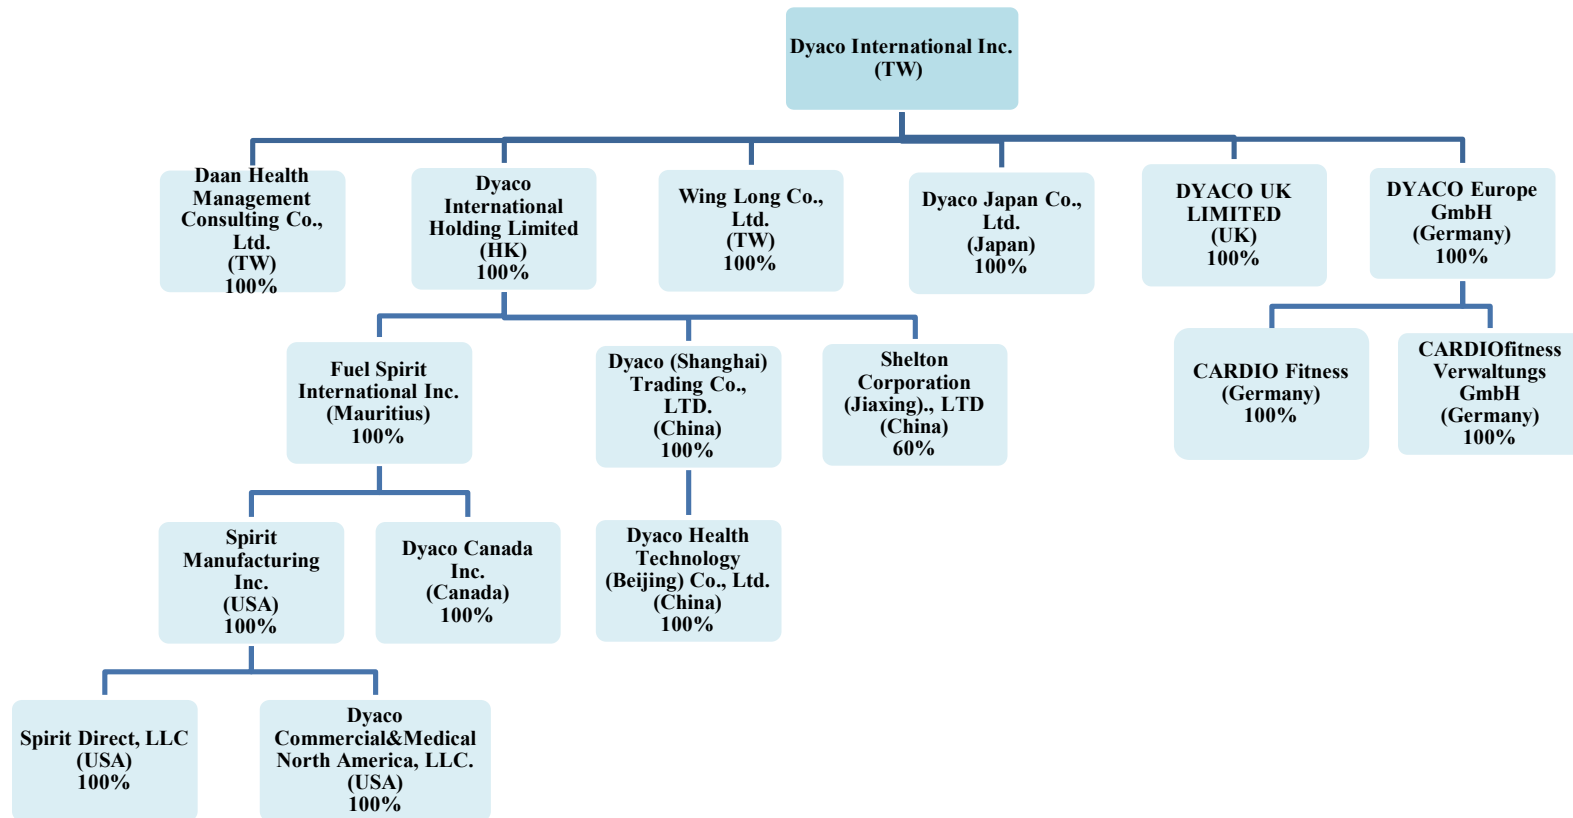 Dyaco International Inc.
(TW)
Daan Health
Management
Consulting Co.,
Ltd.
(TW)
100%
Dyaco
International
Holding Limited
(HK)
100%
Wing Long Co.,
Ltd.
(TW)
100%
Dyaco Japan Co.,
Ltd.
(Japan)
100%
DYACO UK
LIMITED
(UK)
100%
DYACO Europe
GmbH
(Germany)
100%
Fuel Spirit
International Inc.
(Mauritius)
100%
Dyaco (Shanghai)
Trading Co.,
LTD.
(China)
100%
Shelton
Corporation
(Jiaxing)., LTD
(China)
60%
CARDIO Fitness
(Germany)
100%
CARDIOfitness
Verwaltungs
GmbH
(Germany)
100%
Spirit
Manufacturing
Inc.
(USA)
100%
Dyaco Canada
Inc.
(Canada)
100%
Dyaco Health
Technology
(Beijing) Co., Ltd.
(China)
100%
Spirit Direct, LLC
(USA)
100%
Dyaco
Commercial&Medical
North America, LLC.
(USA)
100%